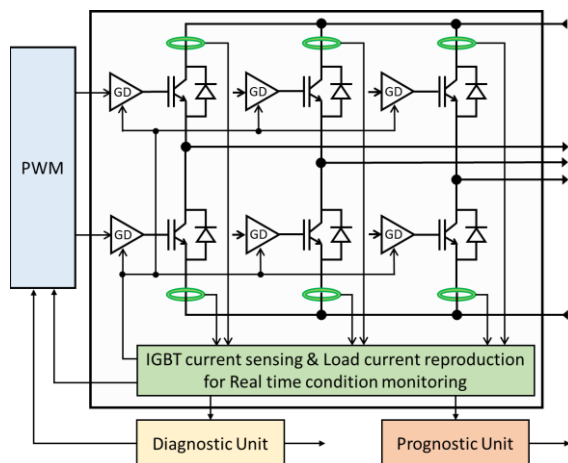 GD
GD
GD
PWM
GD
GD
GD
IGBT current sensing & Load current reproduction
for Real time condition monitoring
Diagnostic Unit
Prognostic Unit